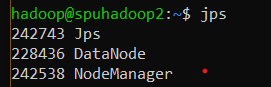 hadoop@spuhadoop2:~$ jps
242743 Jps
228436 DataNode
242538 NodeManager